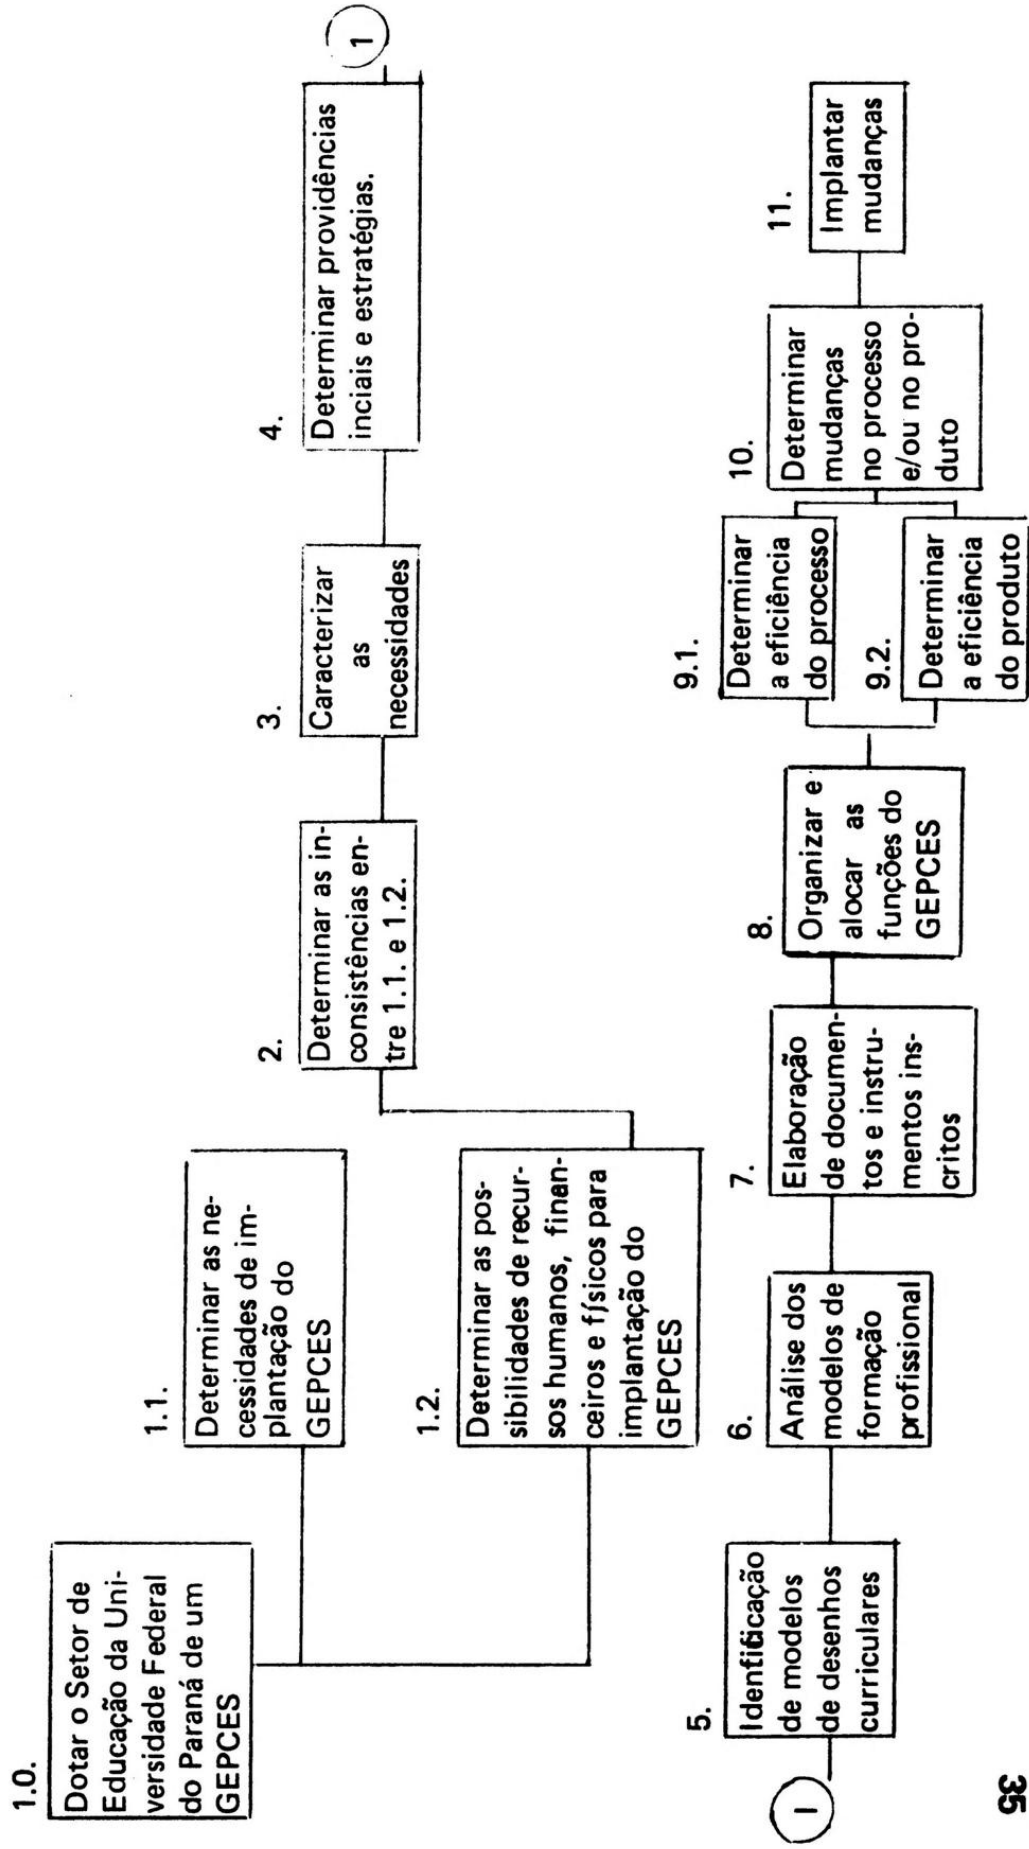 1.0.
Dotar o Setor de
Educação da Uni-
versidade Federal
do Paraná de um
GEPCES
1.1.
Determinar as ne-
cessidades de im-
plantação do
GEPCES
1.2.
Determinar as pos-
sibilidades de recur-
sos humanos, finan-
ceiros e físicos para
implantação do
GEPCES
2.
Determinar as in-
consistências en-
tre 1.1. e 1.2.
3.
Caracterizar
as
necessidades
4.
Determinar providências
inciais e estratégias.
1
I
5.
Identificação
de modelos
de desenhos
curriculares
6.
Análise dos
modelos de
formação
profissional
7.
Elaboração
de documen-
tos e instru-
mentos ins-
critos
8.
Organizar e
alocar as
funções do
GEPCES
9.1.
Determinar
a eficiência
do processo
9.2.
Determinar
a eficiência
do produto
10.
Determinar
mudanças
no processo
e/ou no pro-
duto
11.
Implantar
mudanças
35